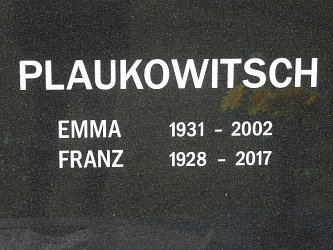 PLAUKOWITSCH
EMMA 1931 - 2002
FRANZ 1928 - 2017